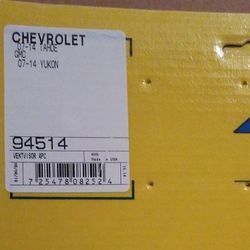 CHEVROLET
07-14 TAHOE
GMC
07-14 YUKON
94514
VENTVISOR 4PC
Made in USA
7 25478 08252 4